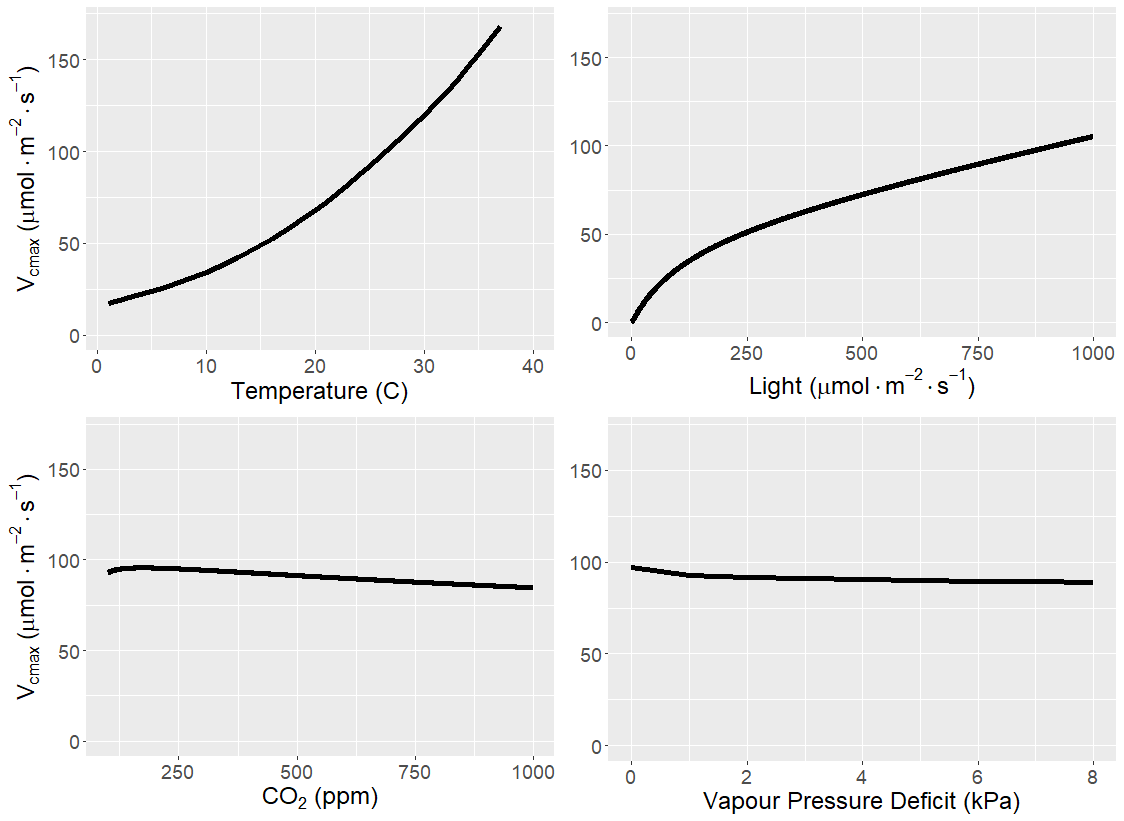 V_cmax (μmol · m⁻² · s⁻¹)
150
100
50
0
0 10 20 30 40
Temperature (C)
150
100
50
0
0 250 500 750 1000
Light (μmol · m⁻² · s⁻¹)
V_cmax (μmol · m⁻² · s⁻¹)
150
100
50
0
250 500 750 1000
CO₂ (ppm)
150
100
50
0
0 2 4 6 8
Vapour Pressure Deficit (kPa)